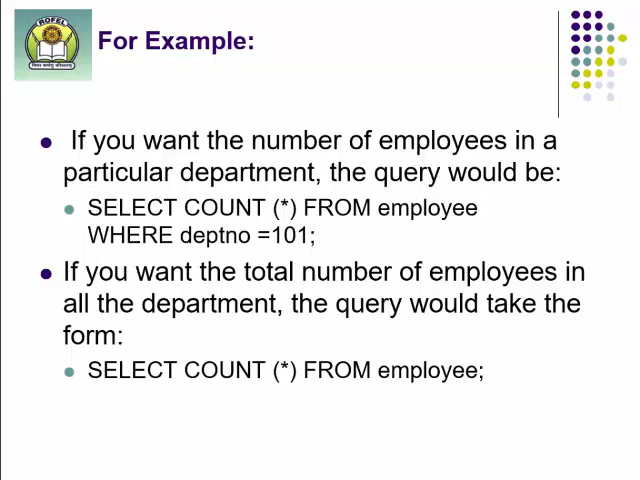 ROFEL
For Example:
If you want the number of employees in a
particular department, the query would be:
SELECT COUNT (*) FROM employee
WHERE deptno =101;
If you want the total number of employees in
all the department, the query would take the
form:
SELECT COUNT (*) FROM employee;